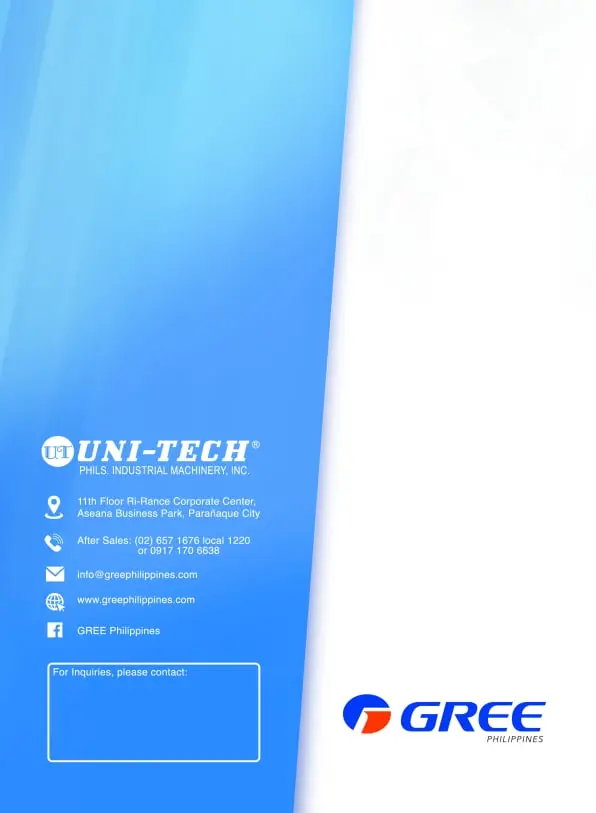 UT UNI-TECH®
PHILS. INDUSTRIAL MACHINERY, INC.
11th Floor Ri-Rance Corporate Center,
Aseana Business Park, Parañaque City
After Sales: (02) 657 1676 local 1220
or 0917 170 6638
info@greephilippines.com
www.greephilippines.com
GREE Philippines
For Inquiries, please contact:
GREE
PHILIPPINES